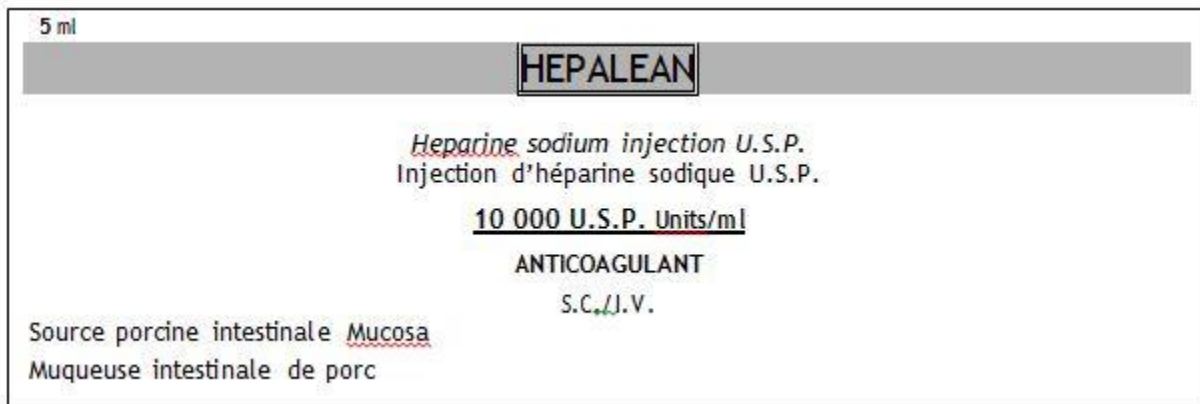 5 ml
HEPALEAN
Heparine sodium injection U.S.P.
Injection d'héparine sodique U.S.P.
10 000 U.S.P. Units/ml
ANTICOAGULANT
S.C./I.V.
Source porcine intestinale Mucosa
Muqueuse intestinale de porc